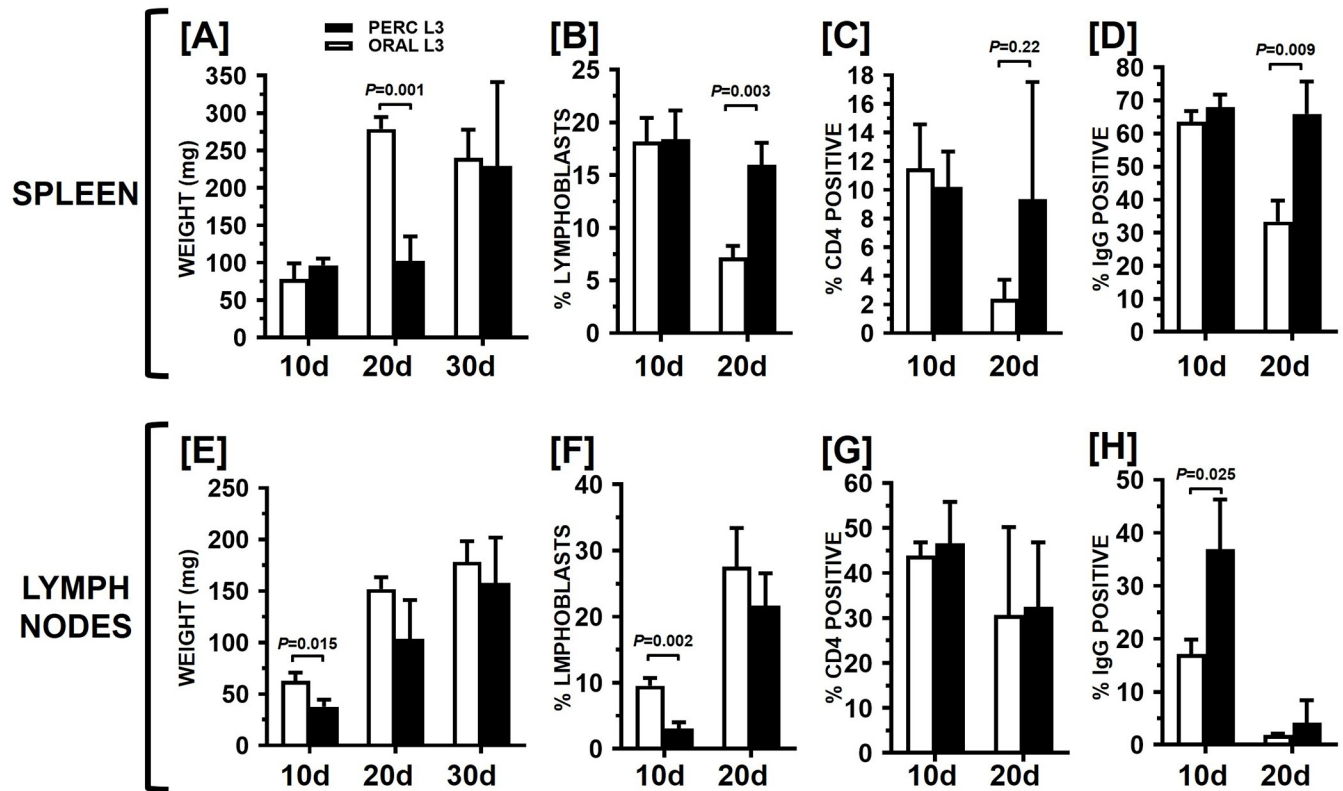 SPLEEN
[A]
PERC L3
ORAL L3
WEIGHT (mg)
350
300
250
200
150
100
50
0
P=0.001
10d 20d 30d
[B]
% LYMPHOBLASTS
25
20
15
10
5
0
P=0.003
10d 20d
[C]
% CD4 POSITIVE
18
16
14
12
10
8
6
4
2
0
P=0.22
10d 20d
[D]
% IgG POSITIVE
80
70
60
50
40
30
20
10
0
P=0.009
10d 20d
LYMPH
NODES
[E]
WEIGHT (mg)
250
200
150
100
50
0
P=0.015
10d 20d 30d
[F]
% LMPHOBLASTS
40
30
20
10
0
P=0.002
10d 20d
[G]
% CD4 POSITIVE
60
50
40
30
20
10
0
10d 20d
[H]
% IgG POSITIVE
50
40
30
20
10
0
P=0.025
10d 20d